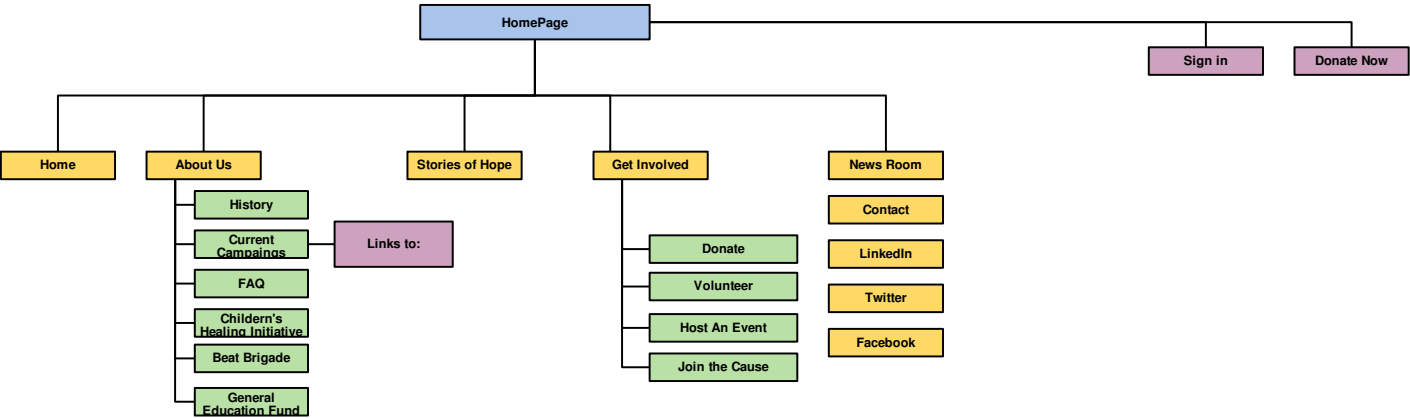 HomePage
Sign in
Donate Now
Home
About Us
Stories of Hope
Get Involved
News Room
History
Current
Campaings
Links to:
FAQ
Childern's
Healing Initiative
Beat Brigade
General
Education Fund
Donate
Volunteer
Host An Event
Join the Cause
Contact
LinkedIn
Twitter
Facebook